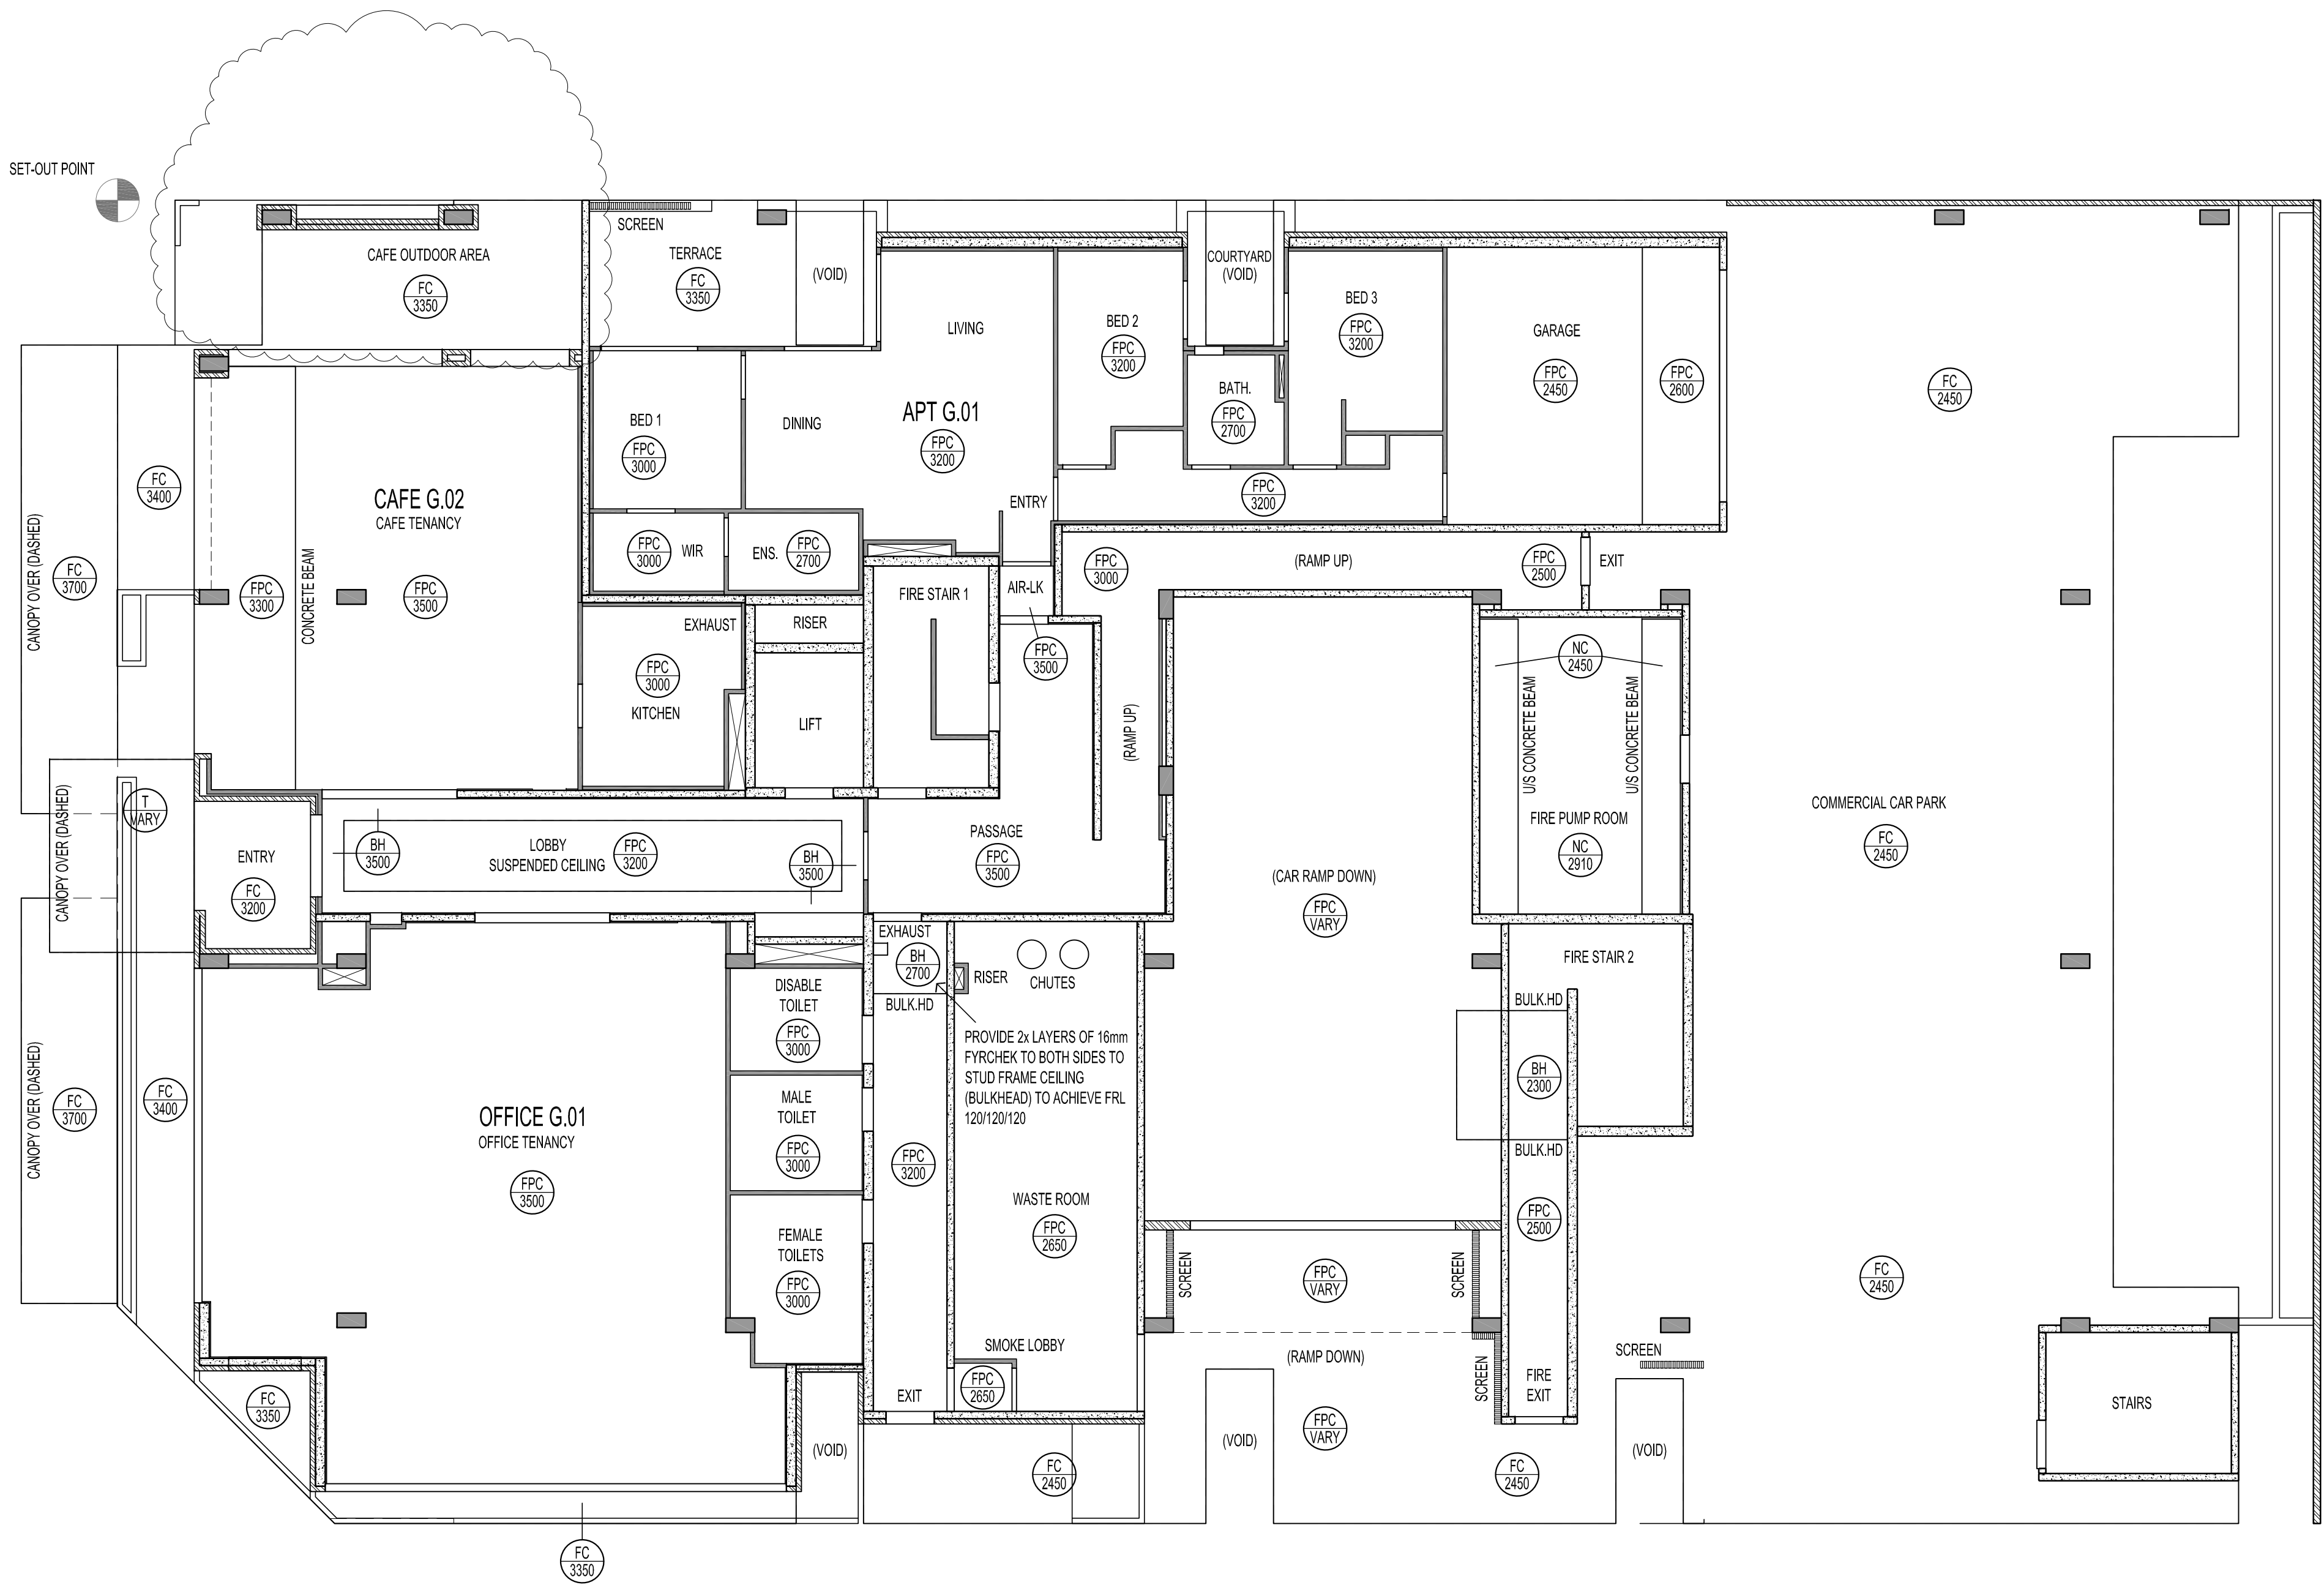 SET-OUT POINT
SCREEN
TERRACE
FC
3350
(VOID)
CAFE OUTDOOR AREA
FC
3350
COURTYARD
(VOID)
LIVING
BED 2
FPC
3200
BED 3
FPC
3200
GARAGE
FPC
2450
FPC
2600
FC
2450
BATH.
FPC
2700
BED 1
FPC
3000
DINING
APT G.01
FPC
3200
FPC
3200
ENTRY
FC
3400
CAFE G.02
CAFE TENANCY
CANOPY OVER (DASHED)
FC
3700
FPC
3300
CONCRETE BEAM
FPC
3500
FPC
3000
WIR
ENS.
FPC
2700
FIRE STAIR 1
AIR-LK
FPC
3000
(RAMP UP)
FPC
2500
EXIT
EXHAUST
RISER
FPC
3000
KITCHEN
LIFT
FPC
3500
(RAMP UP)
NC
2450
U/S CONCRETE BEAM
U/S CONCRETE BEAM
FIRE PUMP ROOM
NC
2910
COMMERCIAL CAR PARK
FC
2450
CANOPY OVER (DASHED)
T
VARY
ENTRY
FC
3200
BH
3500
LOBBY
SUSPENDED CEILING
FPC
3200
BH
3500
PASSAGE
FPC
3500
(CAR RAMP DOWN)
FPC
VARY
EXHAUST
BH
2700
BULK.HD
RISER
CHUTES
FIRE STAIR 2
BULK.HD
BH
2300
BULK.HD
FPC
2500
PROVIDE 2x LAYERS OF 16mm
FYRCHEK TO BOTH SIDES TO
STUD FRAME CEILING
(BULKHEAD) TO ACHIEVE FRL
120/120/120
DISABLE
TOILET
FPC
3000
MALE
TOILET
FPC
3000
FEMALE
TOILETS
FPC
3000
CANOPY OVER (DASHED)
FC
3700
FC
3400
OFFICE G.01
OFFICE TENANCY
FPC
3500
FPC
3200
WASTE ROOM
FPC
2650
SCREEN
FPC
VARY
SCREEN
FC
2450
SMOKE LOBBY
FPC
2650
EXIT
(RAMP DOWN)
SCREEN
FIRE
EXIT
SCREEN
STAIRS
FC
3350
(VOID)
FC
2450
(VOID)
FPC
VARY
FC
2450
(VOID)
FC
3350